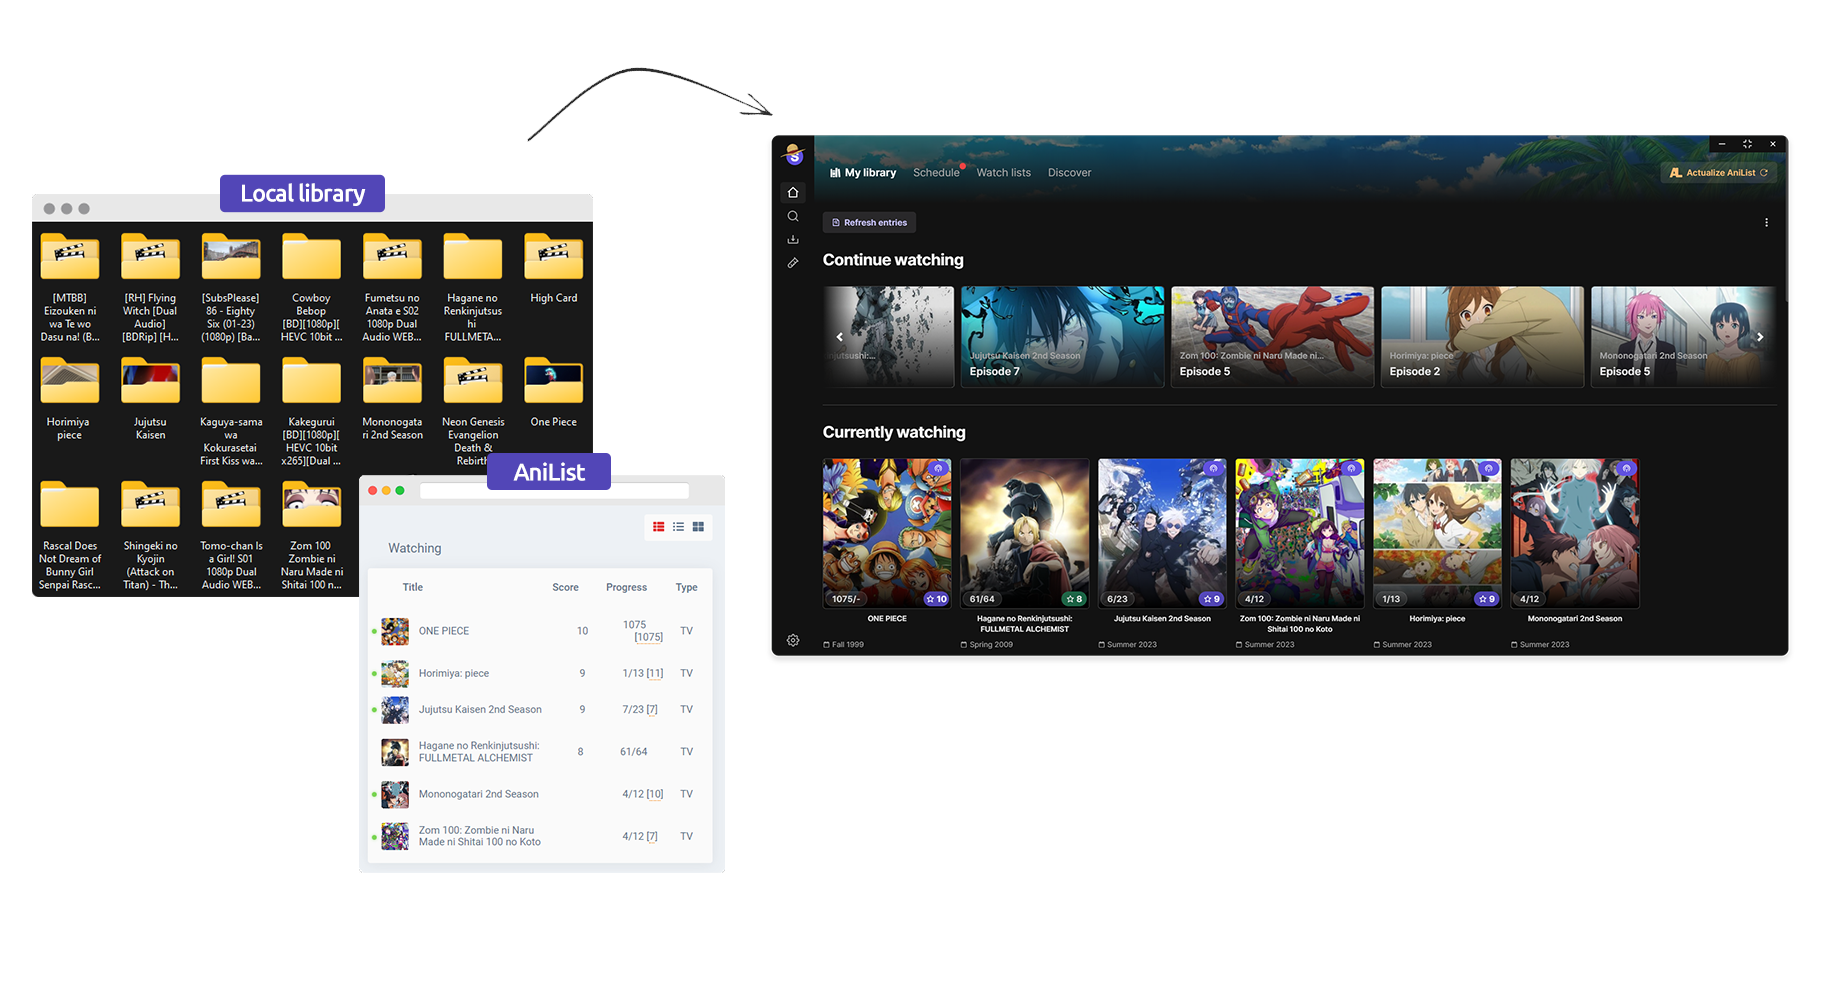 Local library
[MTBB]
Eizouken ni
wa Te wo
Dasu na! (B...
[RH] Flying
Witch [Dual
Audio]
[BDRip] [H...
[SubsPlease]
86 - Eighty
Six (01-23)
(1080p) [Ba...
Cowboy
Bebop
[BD][1080p][
HEVC 10bit ...
Fumetsu no
Anata e S02
1080p Dual
Audio WEB...
Hagane no
Renkinjutsus
hi
FULLMETA...
High Card
Horimiya
piece
Jujutsu
Kaisen
Kaguya-sama
wa
Kokurasetai
First Kiss wa...
Kakegurui
[BD][1080p][
HEVC 10bit
x265][Dual ...
Mononogata
ri 2nd Season
Neon Genesis
Evangelion
Death &
Rebirth
One Piece
Rascal Does
Not Dream of
Bunny Girl
Senpai Rasc...
Shingeki no
Kyojin
(Attack on
Titan) - Th...
Tomo-chan Is
a Girl! S01
1080p Dual
Audio WEB...
Zom 100
Zombie ni
Naru Made ni
Shitai 100 n...
AniList
Watching
Title Score Progress Type
ONE PIECE 10 1075 [1075] TV
Horimiya: piece 9 1/13 [11] TV
Jujutsu Kaisen 2nd Season 9 7/23 [7] TV
Hagane no Renkinjutsushi:
FULLMETAL ALCHEMIST 8 61/64 TV
Mononogatari 2nd Season 4/12 [10] TV
Zom 100: Zombie ni Naru
Made ni Shitai 100 no Koto 4/12 [7] TV
S
My library Schedule Watch lists Discover
AL Actualize AniList
Refresh entries
Continue watching
injutsushi:...
Jujutsu Kaisen 2nd Season
Episode 7
Zom 100: Zombie ni Naru Made ni...
Episode 5
Horimiya: piece
Episode 2
Mononogatari 2nd Season
Episode 5
Currently watching
1075/- 10
ONE PIECE
Fall 1999
61/64 8
Hagane no Renkinjutsushi:
FULLMETAL ALCHEMIST
Spring 2009
6/23 9
Jujutsu Kaisen 2nd Season
Summer 2023
4/12
Zom 100: Zombie ni Naru Made ni
Shitai 100 no Koto
Summer 2023
1/13 9
Horimiya: piece
Summer 2023
4/12
Mononogatari 2nd Season
Summer 2023